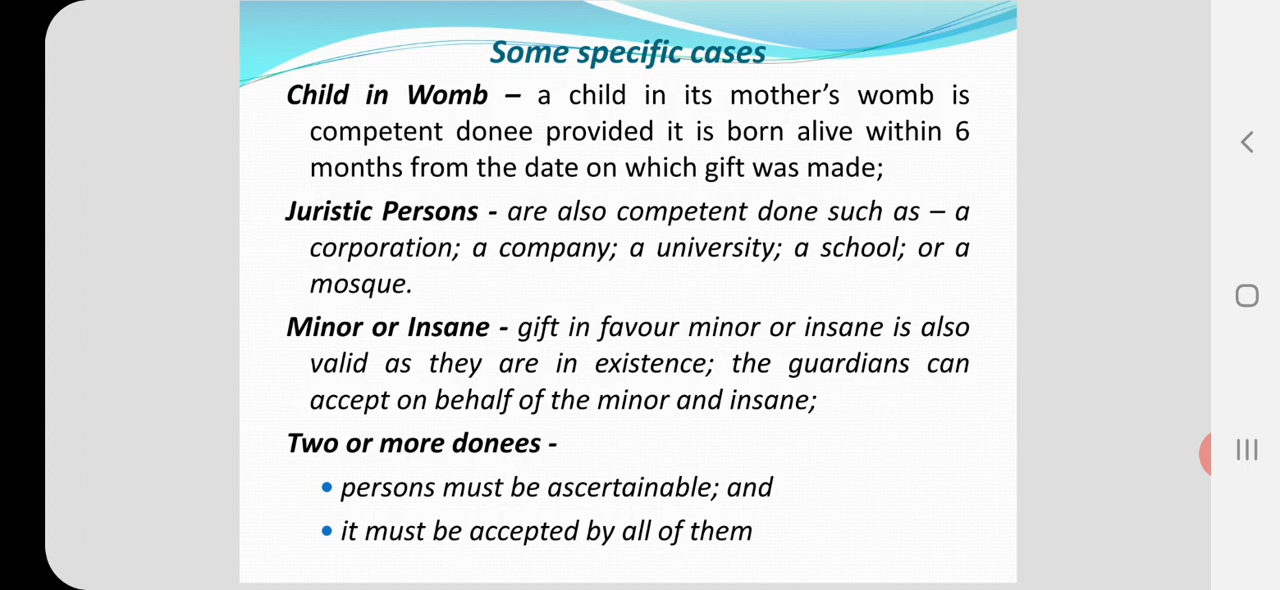 Some specific cases
Child in Womb – a child in its mother's womb is
competent donee provided it is born alive within 6
months from the date on which gift was made;
Juristic Persons - are also competent done such as – a
corporation; a company; a university; a school; or a
mosque.
Minor or Insane - gift in favour minor or insane is also
valid as they are in existence; the guardians can
accept on behalf of the minor and insane;
Two or more donees -
• persons must be ascertainable; and
• it must be accepted by all of them